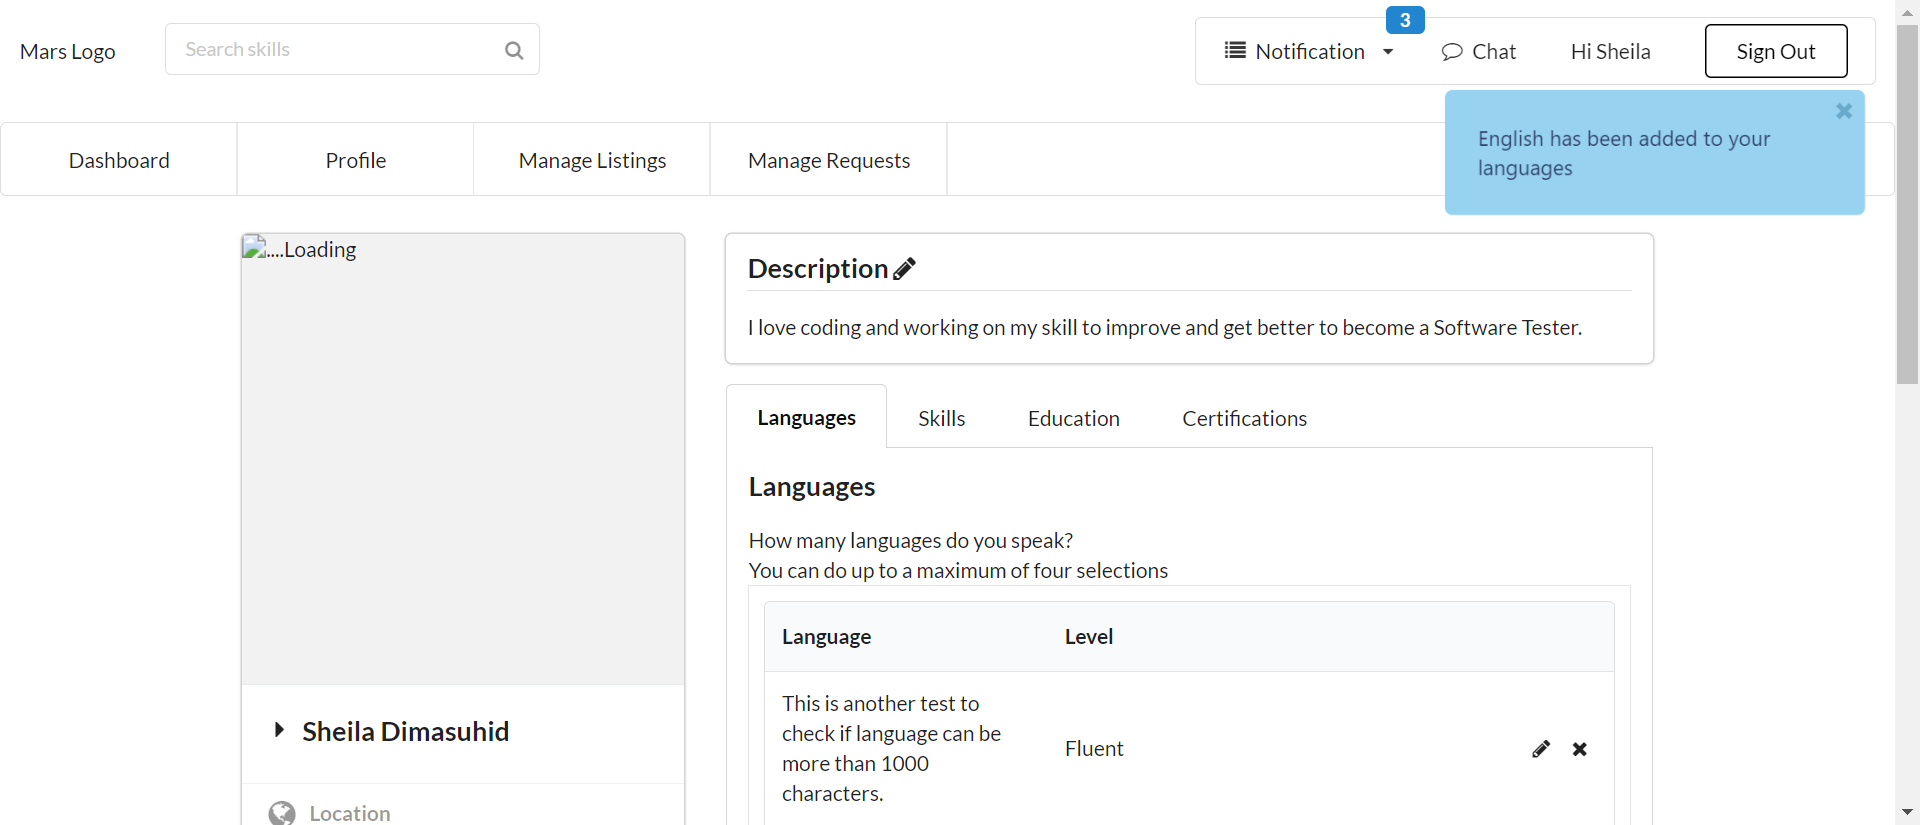 Mars Logo
Search skills
3
Notification
Chat
Hi Sheila
Sign Out
English has been added to your
languages
Dashboard
Profile
Manage Listings
Manage Requests
....Loading
Description
I love coding and working on my skill to improve and get better to become a Software Tester.
Languages
Skills
Education
Certifications
Languages
How many languages do you speak?
You can do up to a maximum of four selections
Language
Level
This is another test to
check if language can be
more than 1000
characters.
Fluent
Sheila Dimasuhid
Location